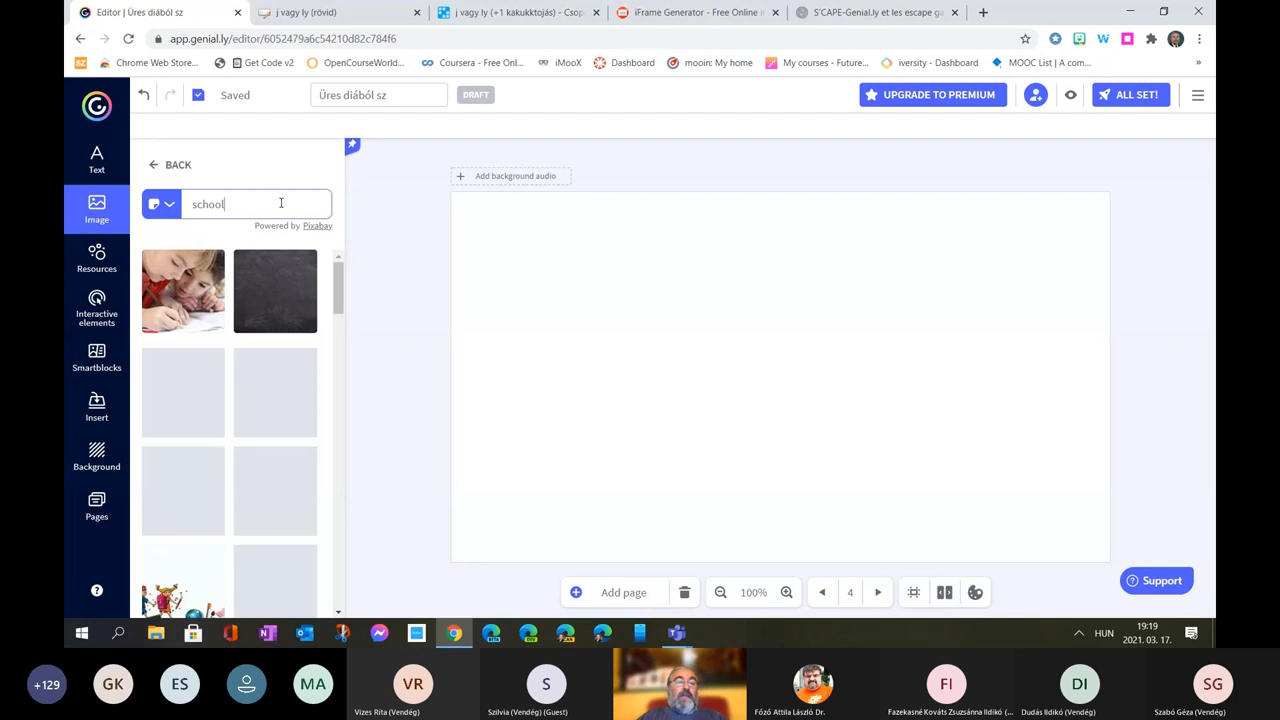 Editor | Üres diából sz
j vagy ly (rövid)
j vagy ly (+1 kakukktojás) - Csop
iFrame Generator - Free Online i
S'CAPE-Genial.ly et les escape ga
app.genial.ly/editor/6052479a6c54210d82c784f6
Chrome Web Store...
Get Code v2
OpenCourseWorld...
Coursera - Free Onl...
iMooX
Dashboard
mooin: My home
My courses - Future...
iversity - Dashboard
MOOC List | A com...
»
Saved
Üres diából sz
DRAFT
UPGRADE TO PREMIUM
ALL SET!
Text
Image
Resources
Interactive
elements
Smartblocks
Insert
Background
Pages
BACK
school
Powered by Pixabay
Add background audio
Add page
100%
4
Support
HUN
19:19
2021. 03. 17.
+129
GK
ES
MA
VR
Vizes Rita (Vendég)
S
Szilvia (Vendég) (Guest)
Főző Attila László Dr.
FI
Fazekasné Kováts Zsuzsánna Ildikó (...
DI
Dudás Ildikó (Vendég)
SG
Szabó Géza (Vendég)